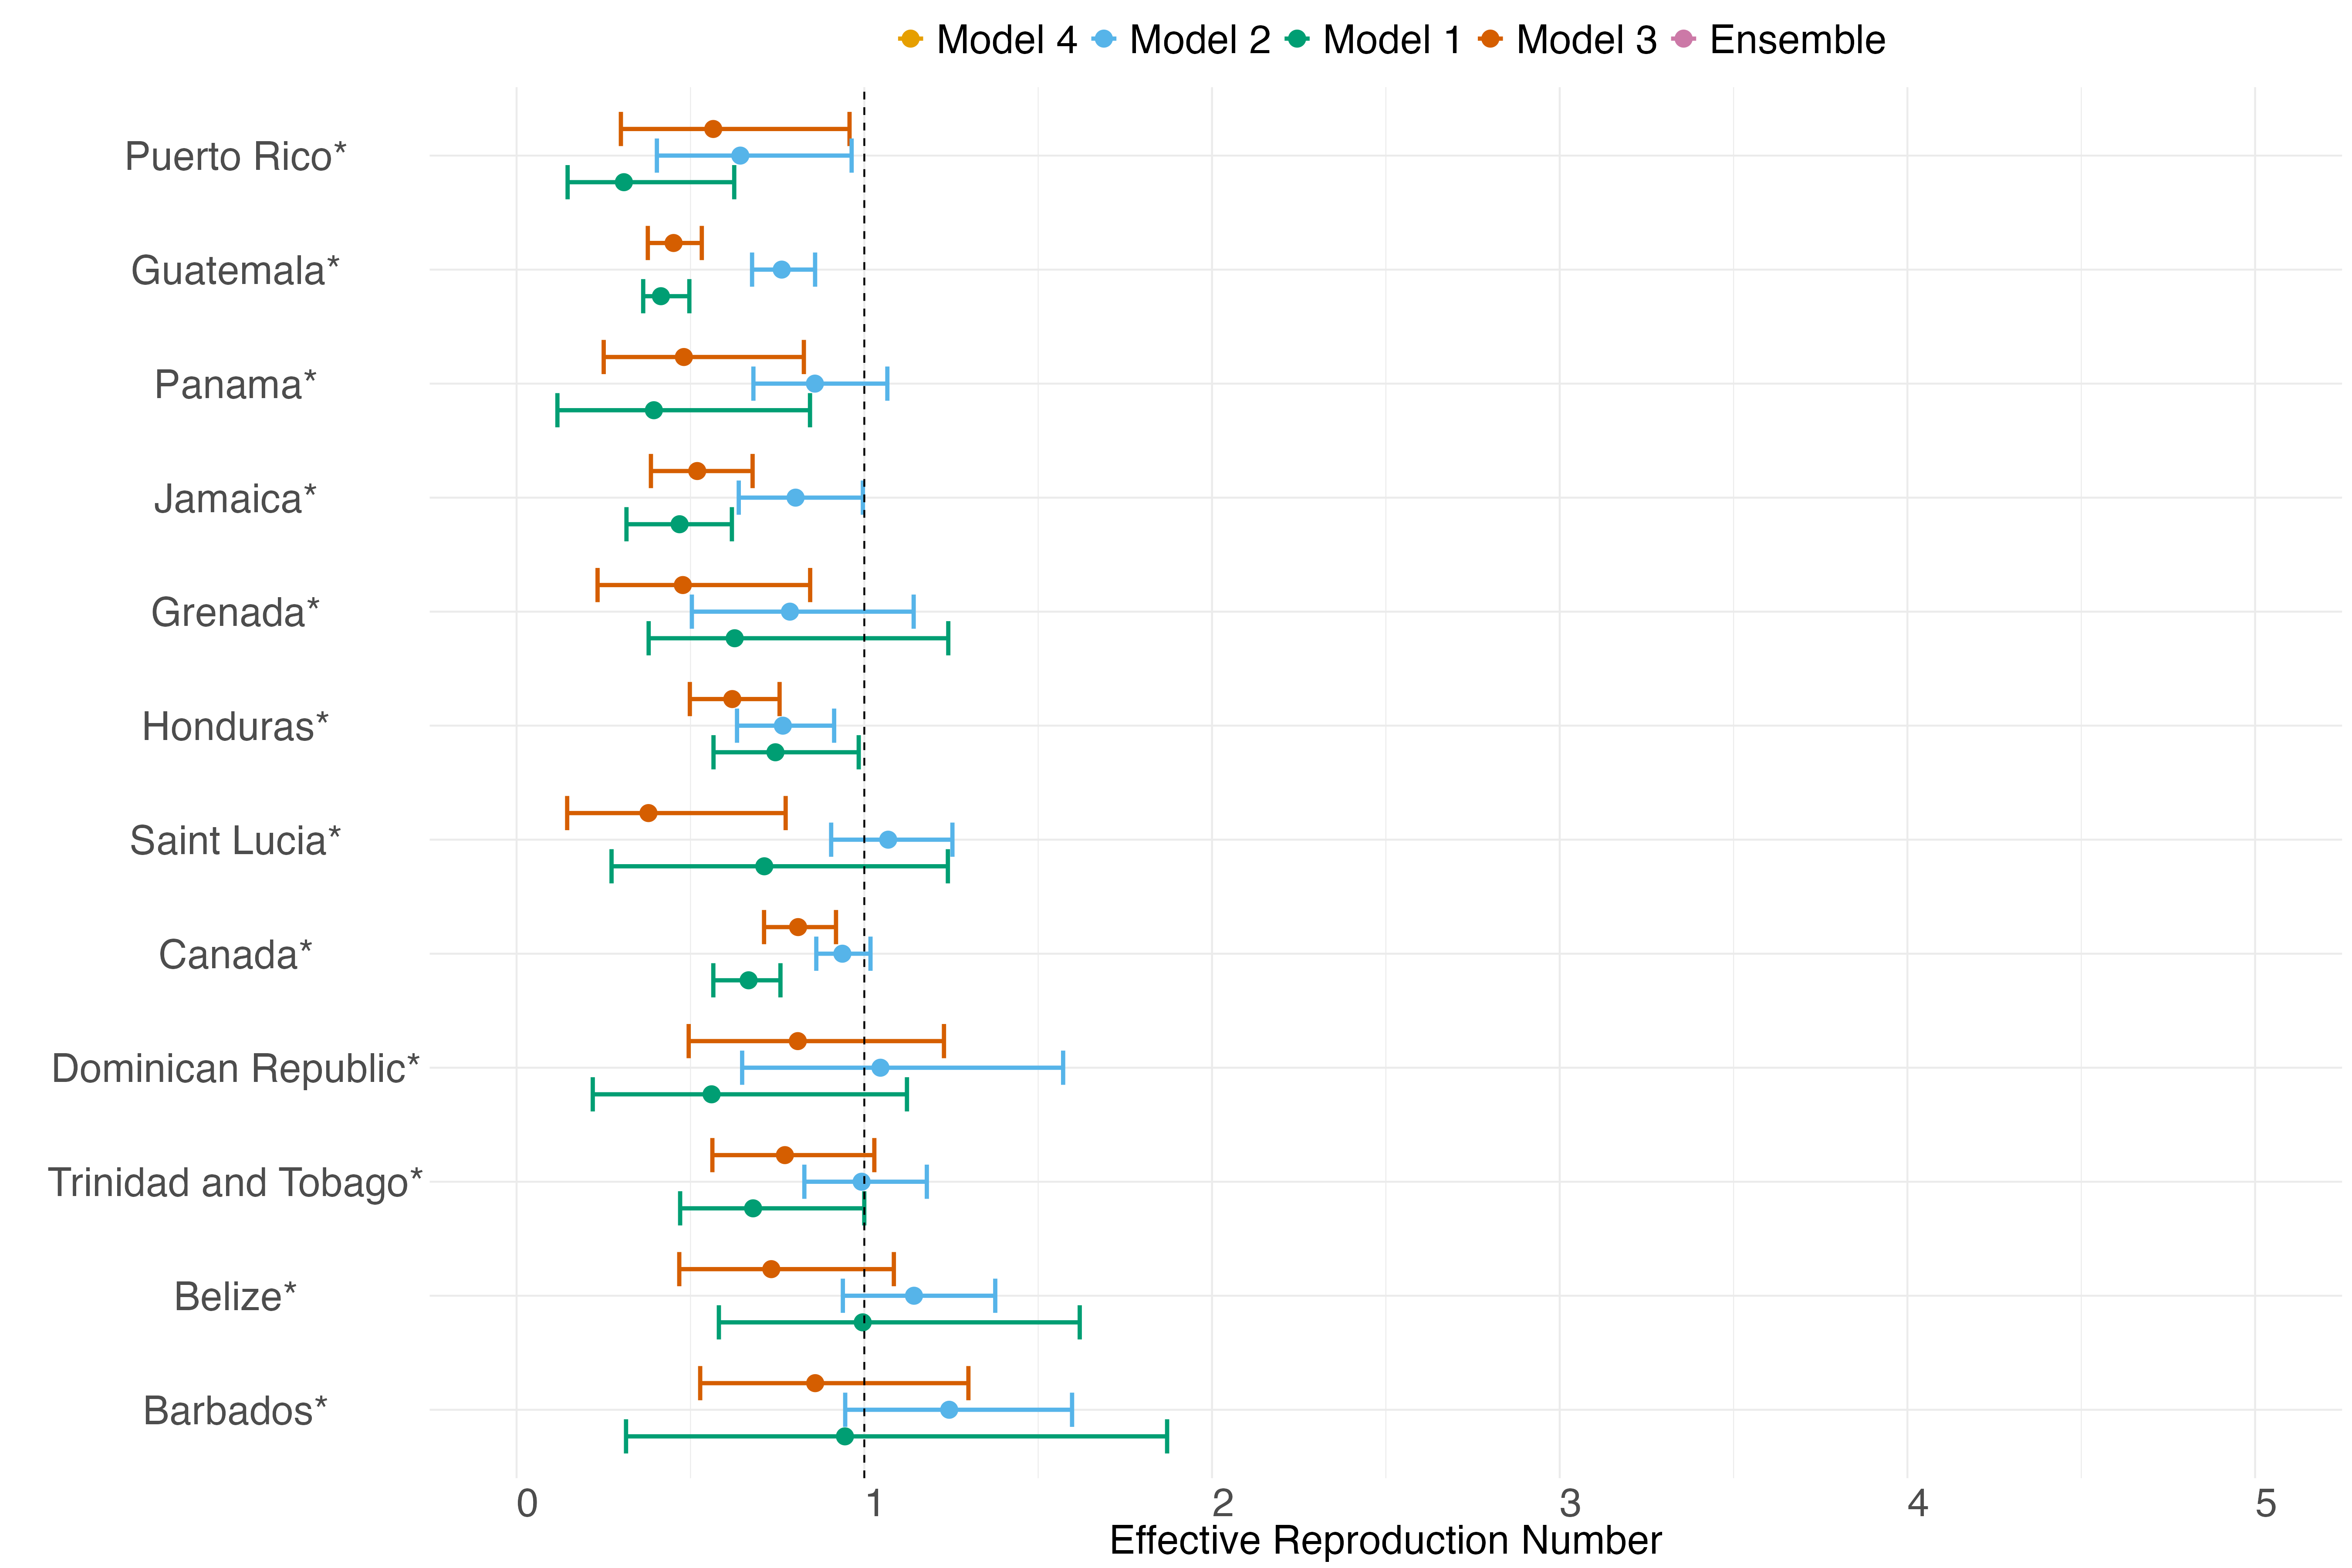 Model 4 Model 2 Model 1 Model 3 Ensemble
Puerto Rico*
Guatemala*
Panama*
Jamaica*
Grenada*
Honduras*
Saint Lucia*
Canada*
Dominican Republic*
Trinidad and Tobago*
Belize*
Barbados*
0 1 2 3 4 5
Effective Reproduction Number